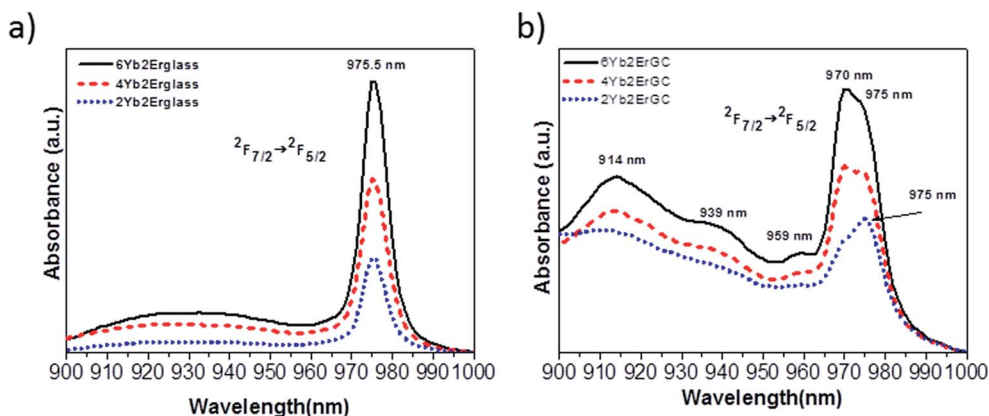 a)
6Yb2Erglass
4Yb2Erglass
2Yb2Erglass
975.5 nm
²F₇/₂→²F₅/₂
Absorbance (a.u.)
900 910 920 930 940 950 960 970 980 990 1000
Wavelength(nm)
b)
6Yb2ErGC
4Yb2ErGC
2Yb2ErGC
970 nm
975 nm
²F₇/₂→²F₅/₂
914 nm
939 nm
959 nm
975 nm
Absorbance (a.u.)
900 910 920 930 940 950 960 970 980 990 1000
Wavelength(nm)